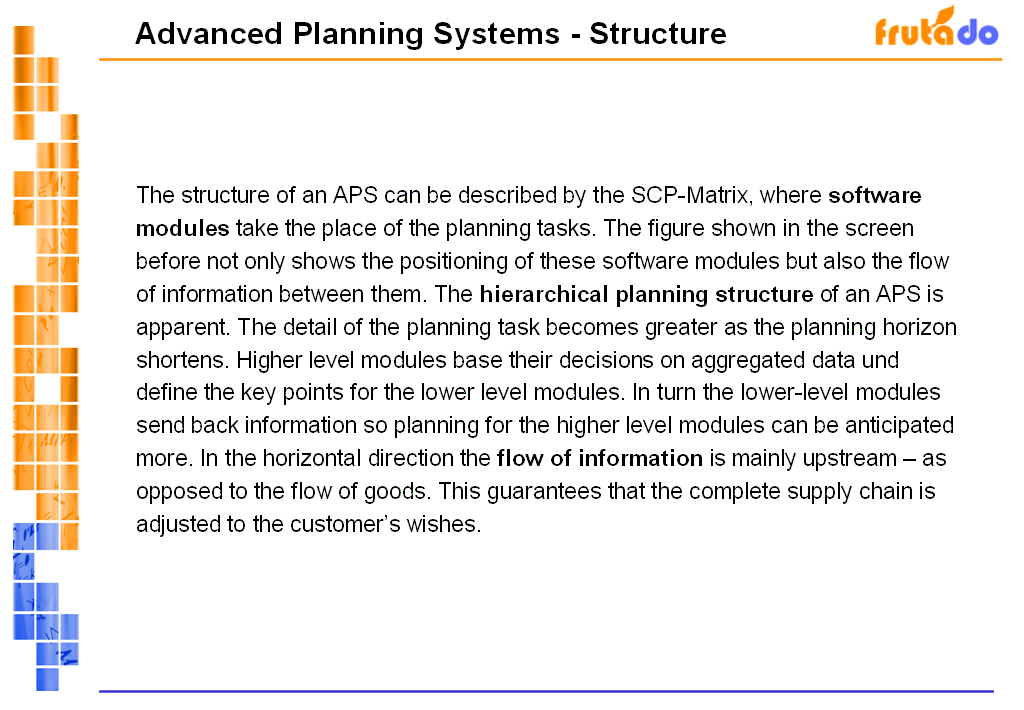 Advanced Planning Systems - Structure
frutado
The structure of an APS can be described by the SCP-Matrix, where software
modules take the place of the planning tasks. The figure shown in the screen
before not only shows the positioning of these software modules but also the flow
of information between them. The hierarchical planning structure of an APS is
apparent. The detail of the planning task becomes greater as the planning horizon
shortens. Higher level modules base their decisions on aggregated data und
define the key points for the lower level modules. In turn the lower-level modules
send back information so planning for the higher level modules can be anticipated
more. In the horizontal direction the flow of information is mainly upstream – as
opposed to the flow of goods. This guarantees that the complete supply chain is
adjusted to the customer’s wishes.